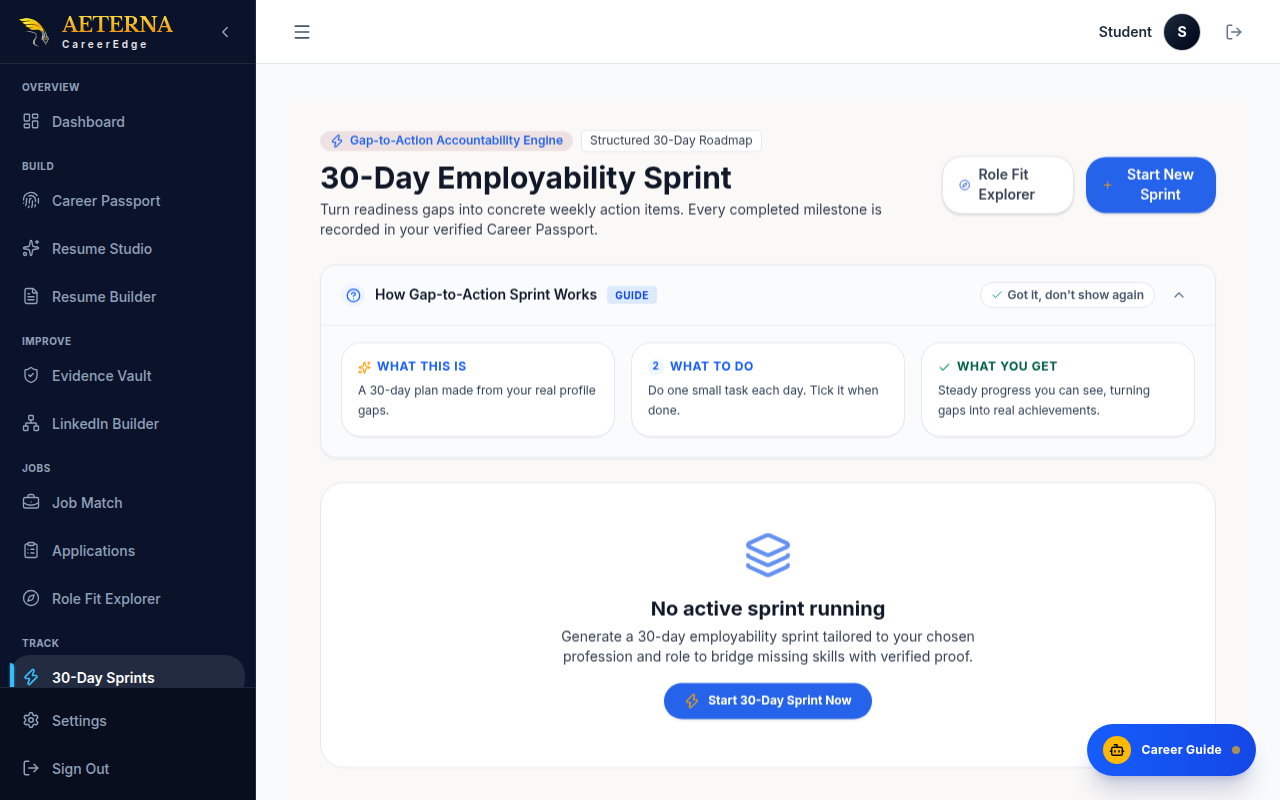 AETERNA
CareerEdge
OVERVIEW
Dashboard
BUILD
Career Passport
Resume Studio
Resume Builder
IMPROVE
Evidence Vault
LinkedIn Builder
JOBS
Job Match
Applications
Role Fit Explorer
TRACK
30-Day Sprints
Settings
Sign Out
Student
S
Gap-to-Action Accountability Engine
Structured 30-Day Roadmap
30-Day Employability Sprint
Turn readiness gaps into concrete weekly action items. Every completed milestone is
recorded in your verified Career Passport.
Role Fit
Explorer
Start New
Sprint
How Gap-to-Action Sprint Works
GUIDE
Got it, don't show again
WHAT THIS IS
A 30-day plan made from your real profile
gaps.
2 WHAT TO DO
Do one small task each day. Tick it when
done.
WHAT YOU GET
Steady progress you can see, turning
gaps into real achievements.
No active sprint running
Generate a 30-day employability sprint tailored to your chosen
profession and role to bridge missing skills with verified proof.
Start 30-Day Sprint Now
Career Guide